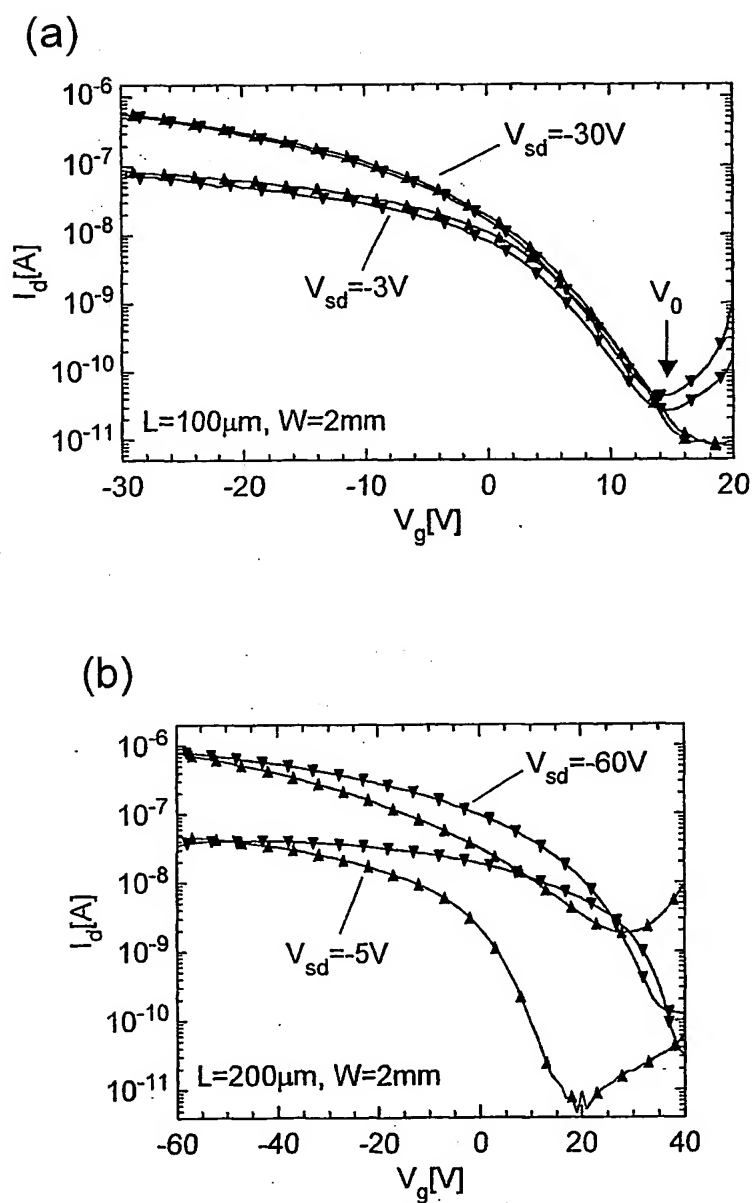 (a)
10^-6
10^-7
10^-8
10^-9
10^-10
10^-11
I_d[A]
V_sd=-30V
V_sd=-3V
V_0
L=100μm, W=2mm
-30 -20 -10 0 10 20
V_g[V]
(b)
10^-6
10^-7
10^-8
10^-9
10^-10
10^-11
I_d[A]
V_sd=-60V
V_sd=-5V
L=200μm, W=2mm
-60 -40 -20 0 20 40
V_g[V]